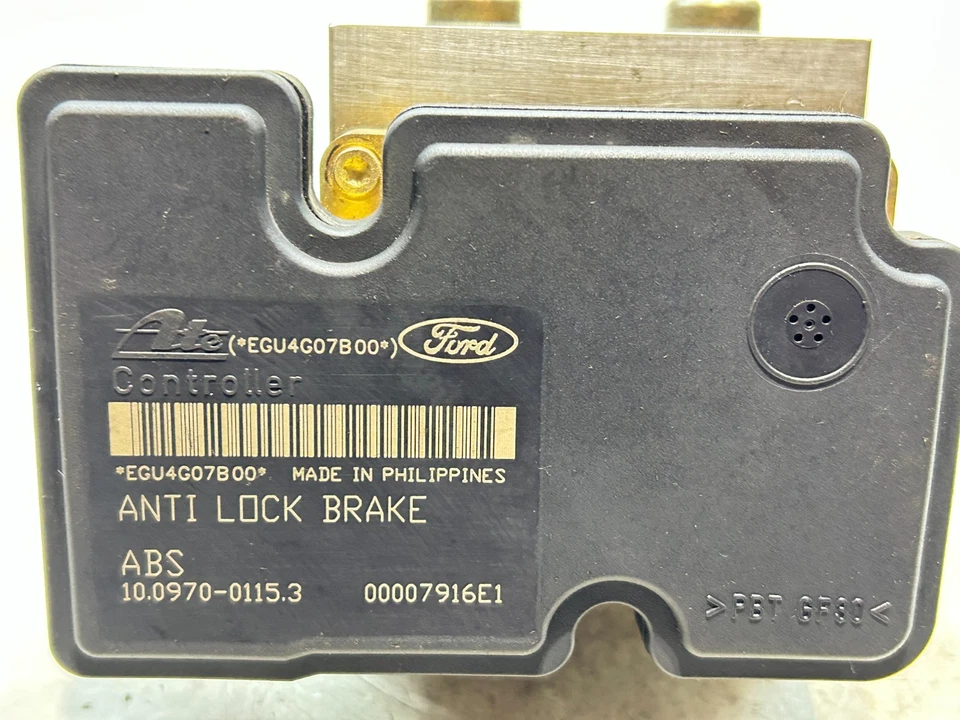 Ate (*EGU4G07B00*) Ford
Controller
*EGU4G07B00* MADE IN PHILIPPINES
ANTI LOCK BRAKE
ABS
10.0970-0115.3 00007916E1
>PBT GF30<